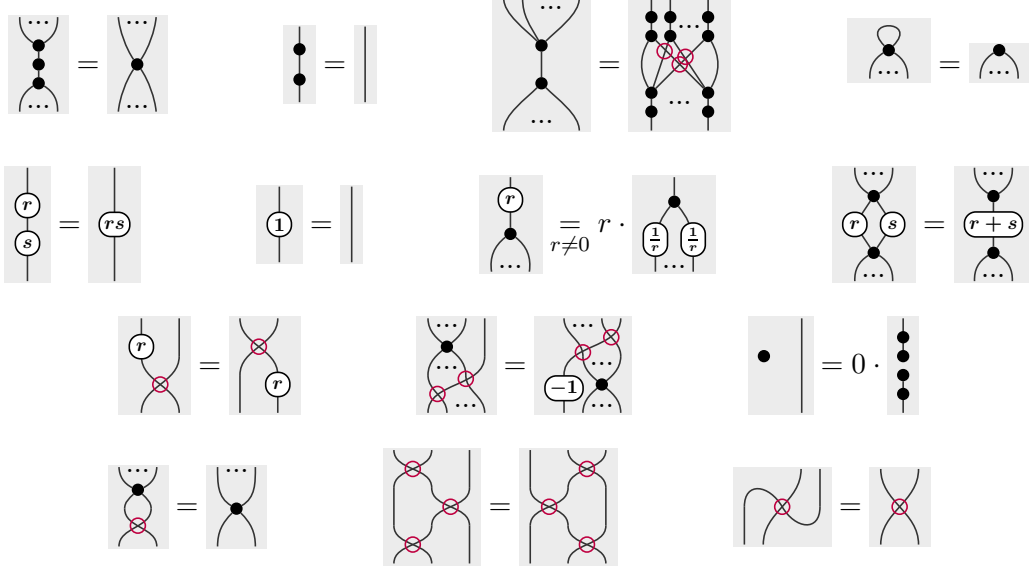 ⋯ ⋯ = ⋯ ⋯
=
⋯ ⋯ = ⋯ ⋯
⋯ = ⋯
r
s
= rs
1 =
r
⋯ = r≠0 r · 1/r 1/r ⋯
⋯ r s ⋯ = ⋯ r + s ⋯
r = r
⋯ ⋯ ⋯ = ⋯ ⋯ −1 ⋯
= 0 ·
⋯ ⋯ = ⋯ ⋯
=
=